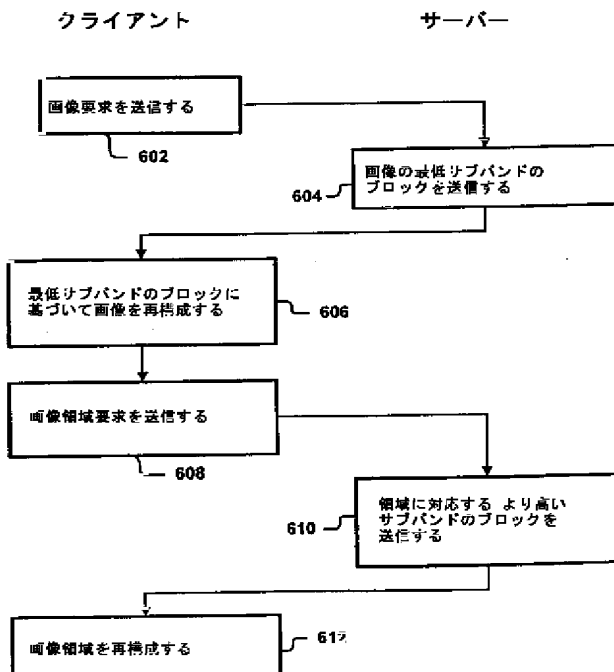 クライアント
サーバー
画像要求を送信する
602
画像の最低サブバンドの
ブロックを送信する
604
最低サブバンドのブロックに
基づいて画像を再構成する
606
画像領域要求を送信する
608
領域に対応する より高い
サブバンドのブロックを
送信する
610
画像領域を再構成する
612